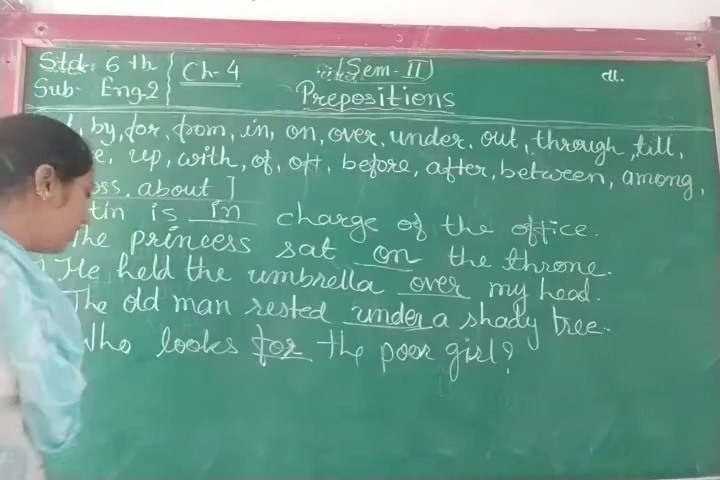 Std: 6 th
Sub- Eng-2
Ch-4
(Sem-II)
Prepositions
dt.
by, for, from, in, on, over, under, out, through, till,
up, with, of, off, before, after, between, among,
about ]
is in charge of the office.
The princess sat on the throne.
He held the umbrella over my head.
The old man rested under a shady tree.
Who looks for the poor girl?